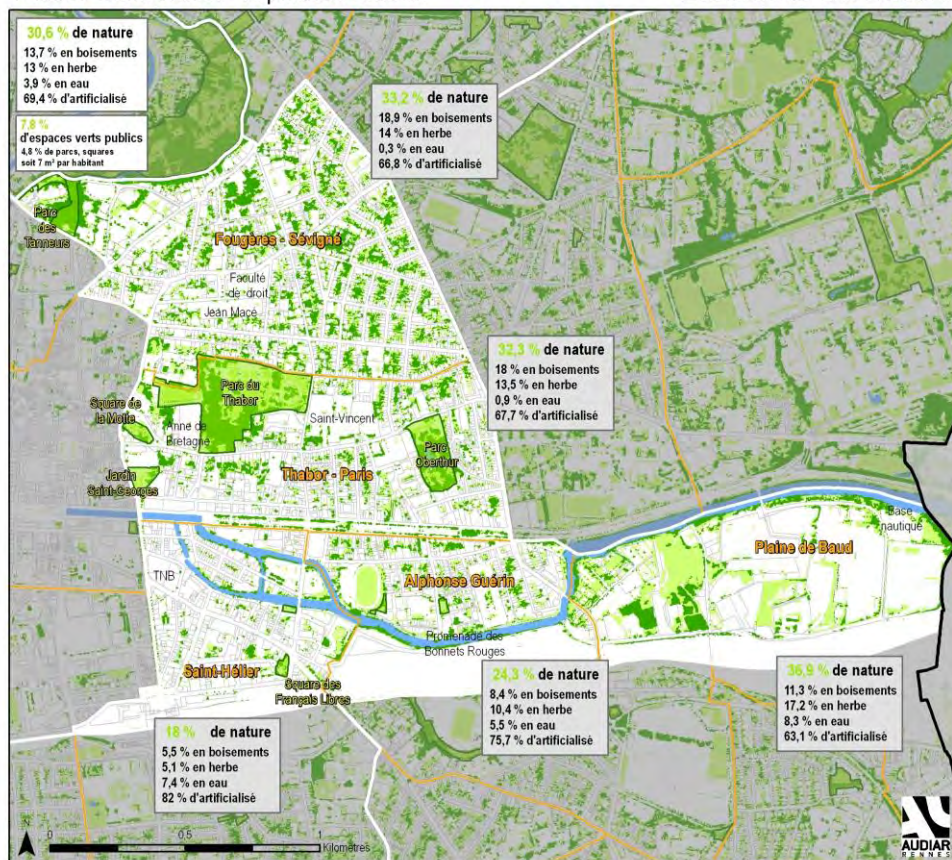 30,6 % de nature
13,7 % en boisements
13 % en herbe
3,9 % en eau
69,4 % d'artificialisé
7,8 %
d'espaces verts publics
4,8 % de parcs, squares
soit 7 m² par habitant
33,2 % de nature
18,9 % en boisements
14 % en herbe
0,3 % en eau
66,8 % d'artificialisé
Parc
des
Tanneurs
Fougères - Sévigné
Faculté
de droit
Jean Macé
32,3 % de nature
18 % en boisements
13,5 % en herbe
0,9 % en eau
67,7 % d'artificialisé
Parc du
Thabor
Square de
la Motte
Anne de
Bretagne
Saint-Vincent
Parc
Oberthur
Jardin
Saint-Georges
Thabor - Paris
Base
nautique
Plaine de Baud
TNB
Alphonse Guérin
Promenade des
Bonnets Rouges
Saint-Hélier
Square des
Français Libres
24,3 % de nature
8,4 % en boisements
10,4 % en herbe
5,5 % en eau
75,7 % d'artificialisé
36,9 % de nature
11,3 % en boisements
17,2 % en herbe
8,3 % en eau
63,1 % d'artificialisé
18 % de nature
5,5 % en boisements
5,1 % en herbe
7,4 % en eau
82 % d'artificialisé
N
0 0,5 1
Kilomètres
AUDIAR
RENNES